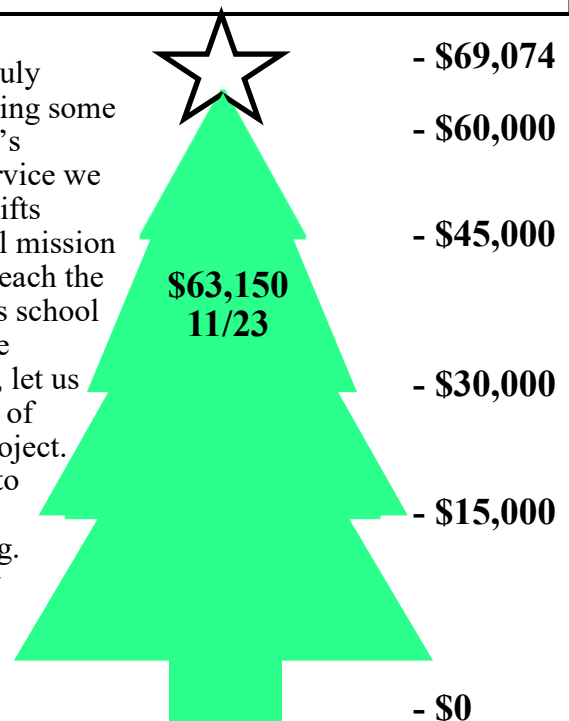 uly
ing some
’s
rvice we
ifts
l mission
each the
s school
e
, let us
of
oject.
to
g.
$63,150
11/23
- $69,074
- $60,000
- $45,000
- $30,000
- $15,000
- $0